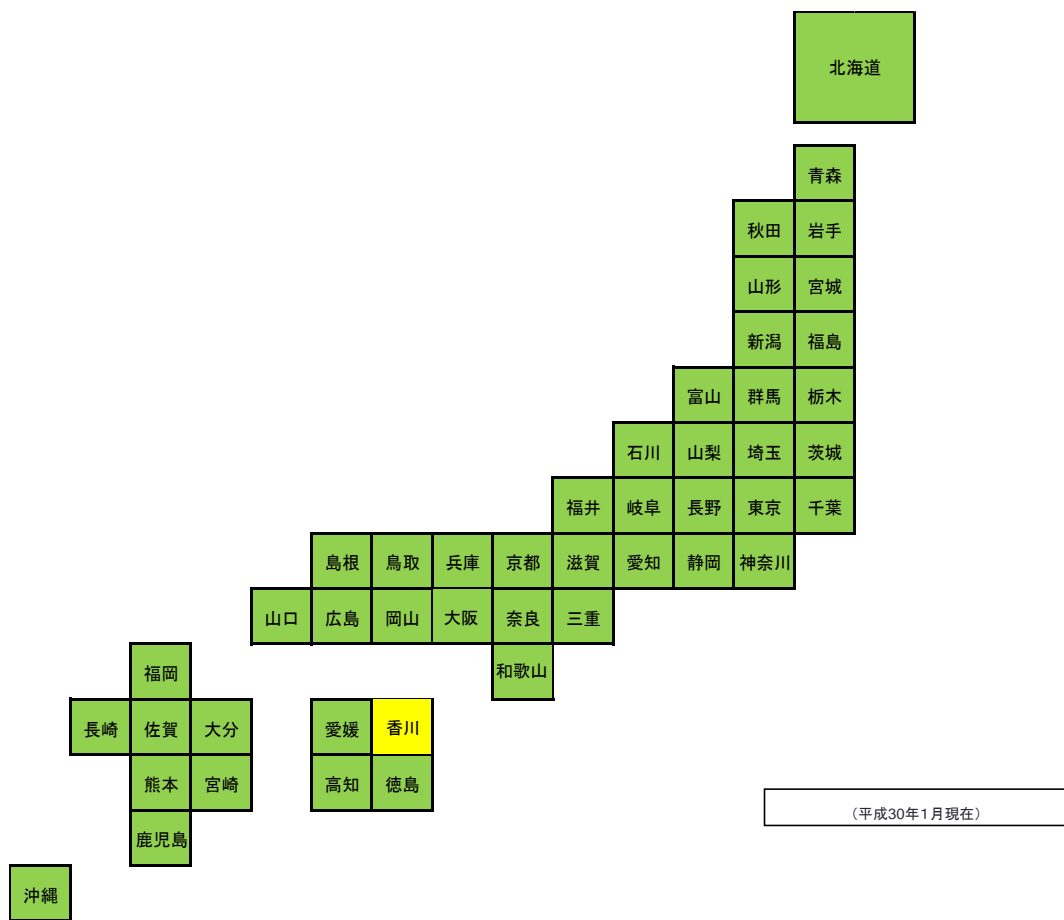 北海道
青森
秋田 岩手
山形 宮城
新潟 福島
富山 群馬 栃木
石川 山梨 埼玉 茨城
福井 岐阜 長野 東京 千葉
島根 鳥取 兵庫 京都 滋賀 愛知 静岡 神奈川
山口 広島 岡山 大阪 奈良 三重
福岡 和歌山
長崎 佐賀 大分 愛媛 香川
熊本 宮崎 高知 徳島
(平成30年1月現在)
鹿児島
沖縄